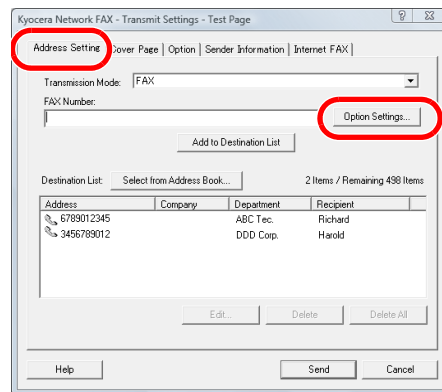 Kyocera Network FAX - Transmit Settings - Test Page
Address Setting Cover Page Option Sender Information Internet FAX
Transmission Mode: FAX
FAX Number:
Option Settings...
Add to Destination List
Destination List: Select from Address Book... 2 Items / Remaining 498 Items
Address Company Department Recipient
6789012345 ABC Tec. Richard
3456789012 DDD Corp. Harold
Edit... Delete Delete All
Help Send Cancel